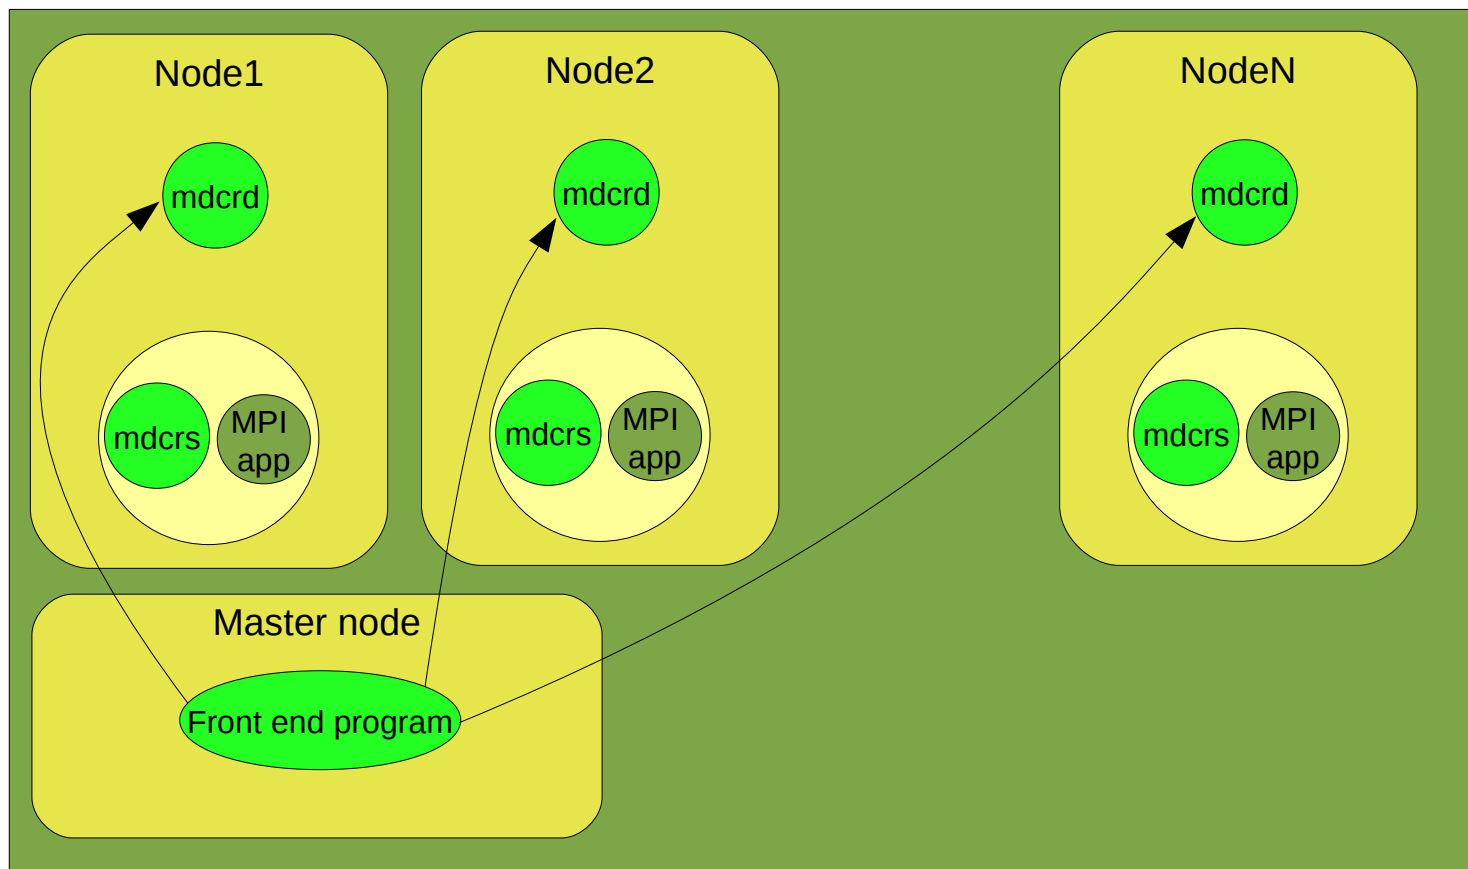 Node1
Node2
NodeN
mdcrd
mdcrd
mdcrd
mdcrs
MPI
app
mdcrs
MPI
app
mdcrs
MPI
app
Master node
Front end program